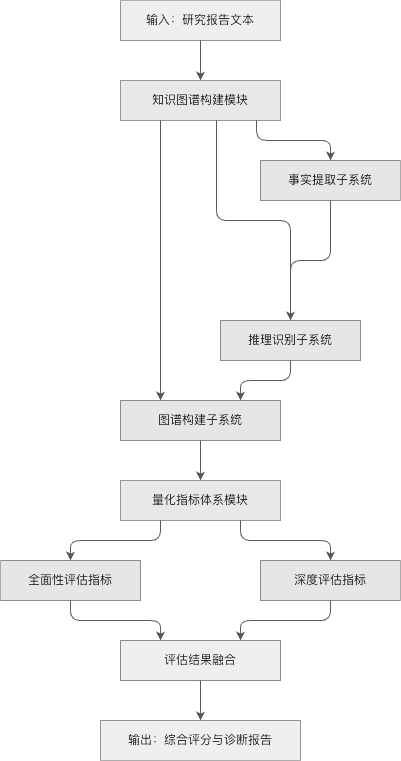 输入：研究报告文本
知识图谱构建模块
事实提取子系统
推理识别子系统
图谱构建子系统
量化指标体系模块
全面性评估指标
深度评估指标
评估结果融合
输出：综合评分与诊断报告